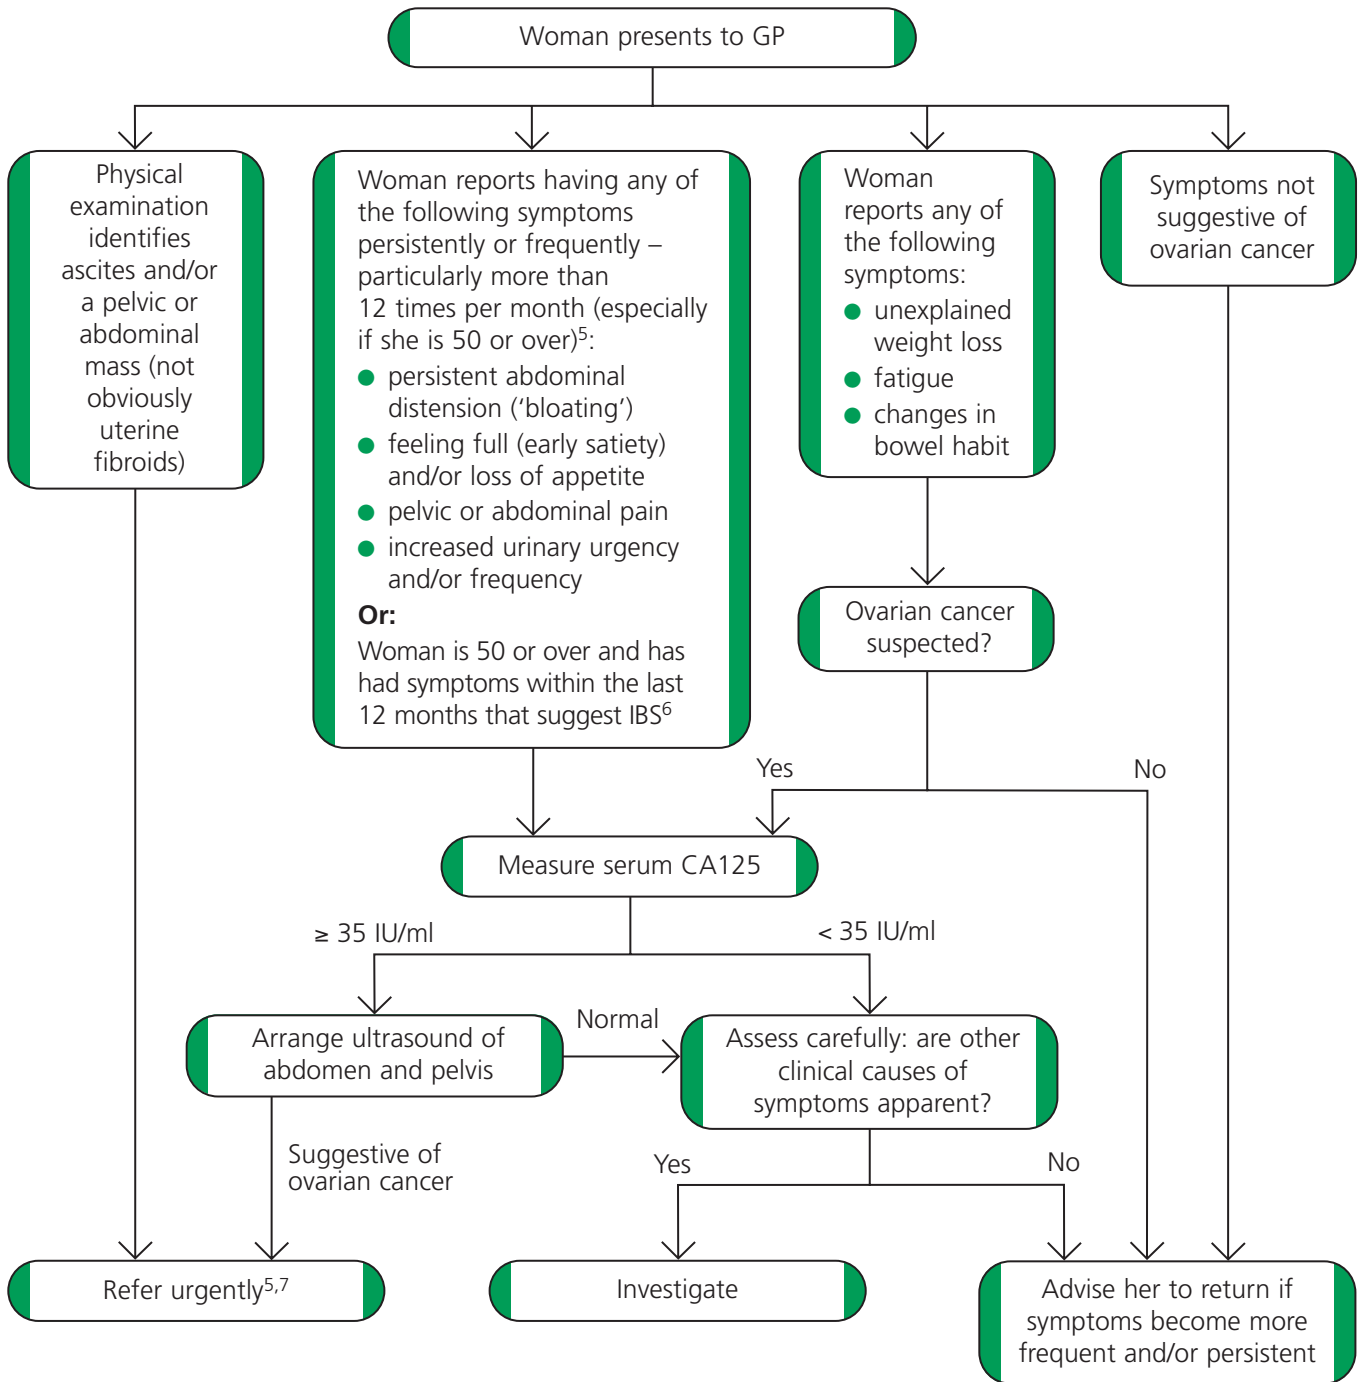 Woman presents to GP
Physical
examination
identifies
ascites and/or
a pelvic or
abdominal
mass (not
obviously
uterine
fibroids)
Woman reports having any of
the following symptoms
persistently or frequently –
particularly more than
12 times per month (especially
if she is 50 or over)5:
● persistent abdominal
distension (‘bloating’)
● feeling full (early satiety)
and/or loss of appetite
● pelvic or abdominal pain
● increased urinary urgency
and/or frequency
Or:
Woman is 50 or over and has
had symptoms within the last
12 months that suggest IBS6
Woman
reports any of
the following
symptoms:
● unexplained
weight loss
● fatigue
● changes in
bowel habit
Symptoms not
suggestive of
ovarian cancer
Ovarian cancer
suspected?
Yes
No
Measure serum CA125
≥ 35 IU/ml
< 35 IU/ml
Arrange ultrasound of
abdomen and pelvis
Normal
Assess carefully: are other
clinical causes of
symptoms apparent?
Suggestive of
ovarian cancer
Yes
No
Refer urgently5,7
Investigate
Advise her to return if
symptoms become more
frequent and/or persistent